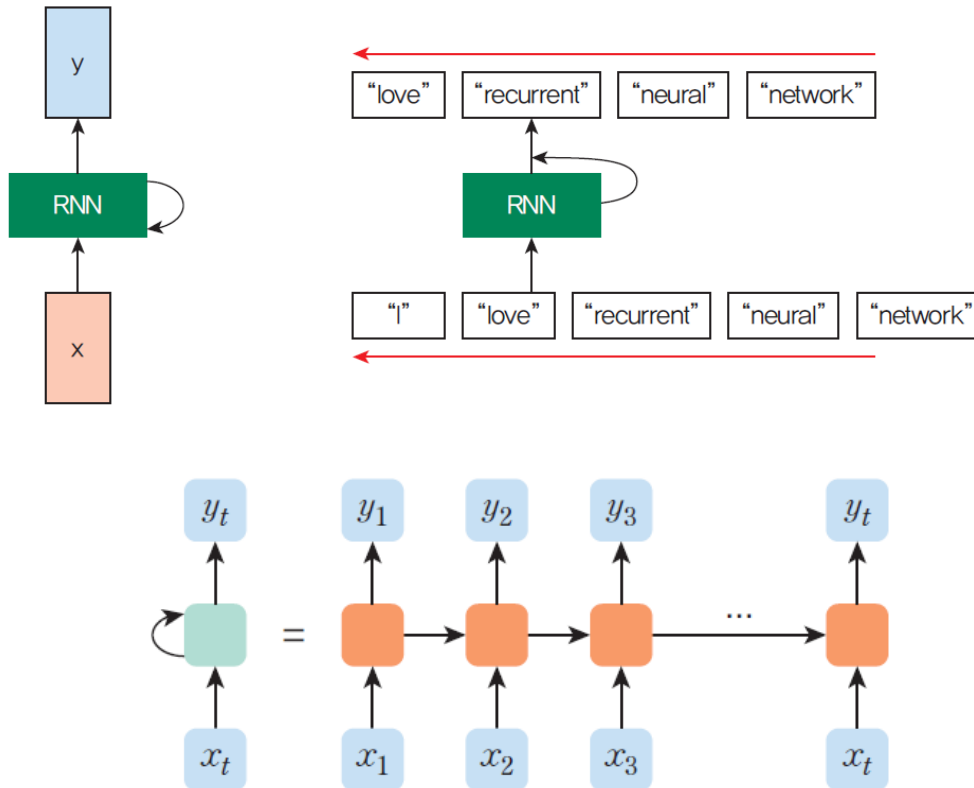 y
“love” “recurrent” “neural” “network”
RNN
RNN
x
“I” “love” “recurrent” “neural” “network”
y_t y_1 y_2 y_3 y_t
= ...
x_t x_1 x_2 x_3 x_t